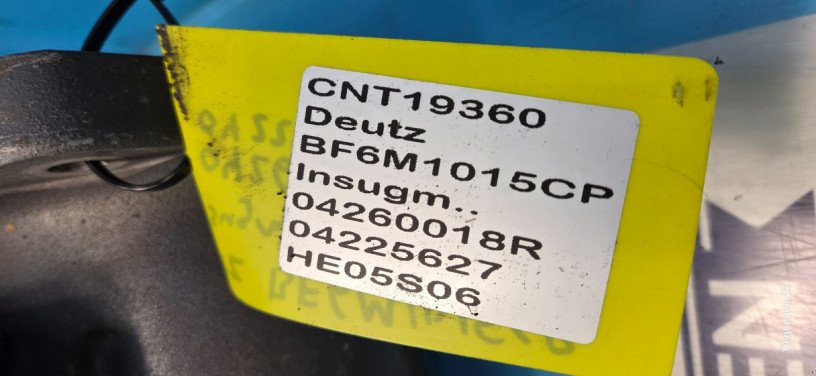 CNT19360
Deutz
BF6M1015CP
Insugm..
04260018R
04225627
HE05S06